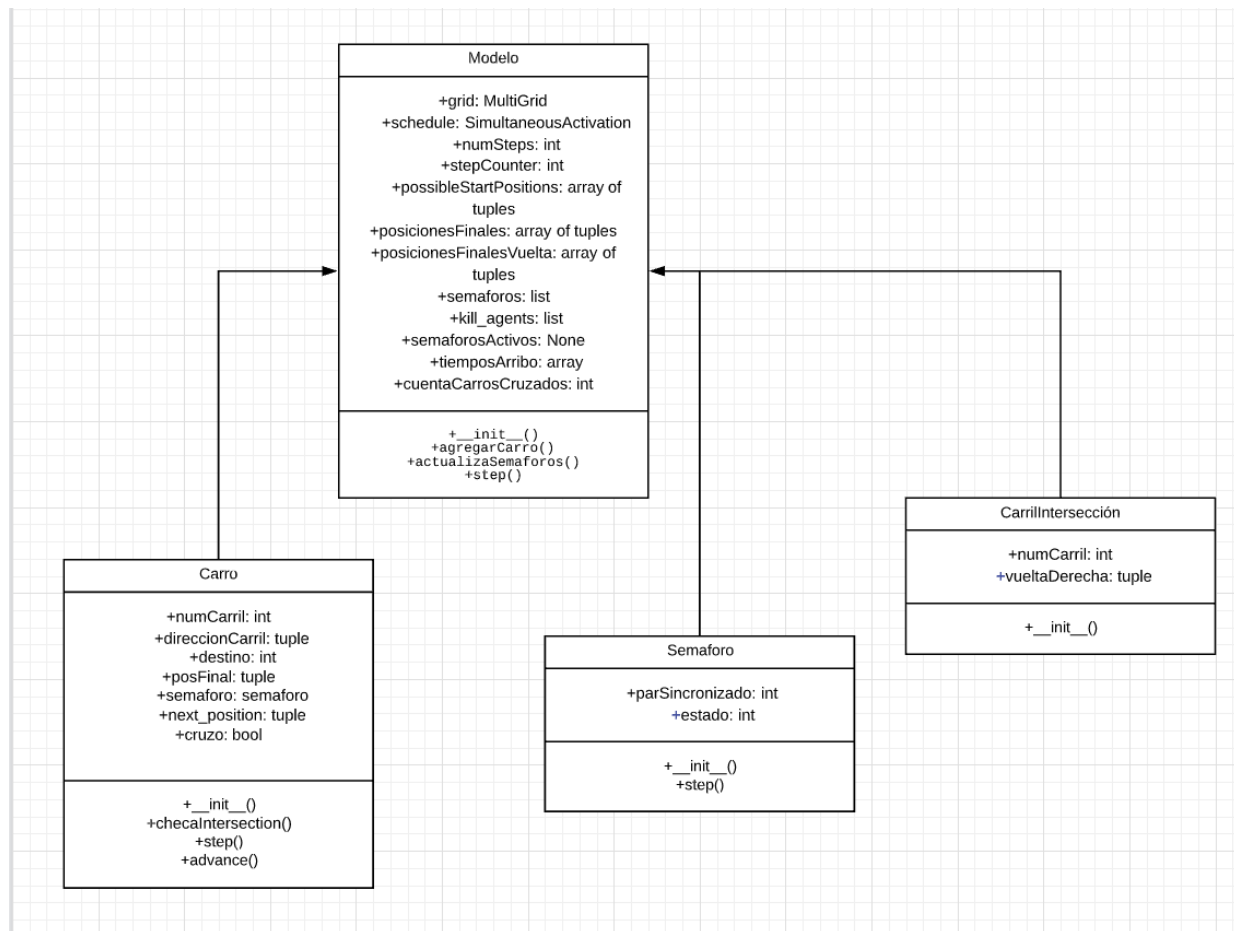 Modelo
+grid: MultiGrid
+schedule: SimultaneousActivation
+numSteps: int
+stepCounter: int
+possibleStartPositions: array of
tuples
+posicionesFinales: array of tuples
+posicionesFinalesVuelta: array of
tuples
+semaforos: list
+kill_agents: list
+semaforosActivos: None
+tiemposArribo: array
+cuentaCarrosCruzados: int
+__init__()
+agregarCarro()
+actualizaSemaforos()
+step()
Carro
+numCarril: int
+direccionCarril: tuple
+destino: int
+posFinal: tuple
+semaforo: semaforo
+next_position: tuple
+cruzo: bool
+__init__()
+checaIntersection()
+step()
+advance()
Semaforo
+parSincronizado: int
+estado: int
+__init__()
+step()
CarrilIntersección
+numCarril: int
+vueltaDerecha: tuple
+__init__()